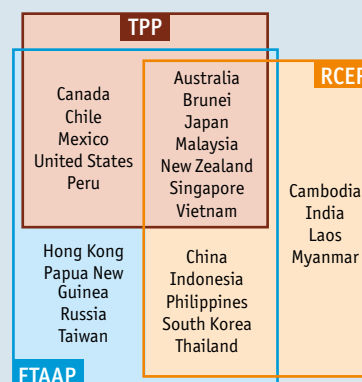 TPP
RCEP
Canada
Chile
Mexico
United States
Peru
Australia
Brunei
Japan
Malaysia
New Zealand
Singapore
Vietnam
Cambodia
India
Laos
Myanmar
Hong Kong
Papua New
Guinea
Russia
Taiwan
China
Indonesia
Philippines
South Korea
Thailand
FTAAP